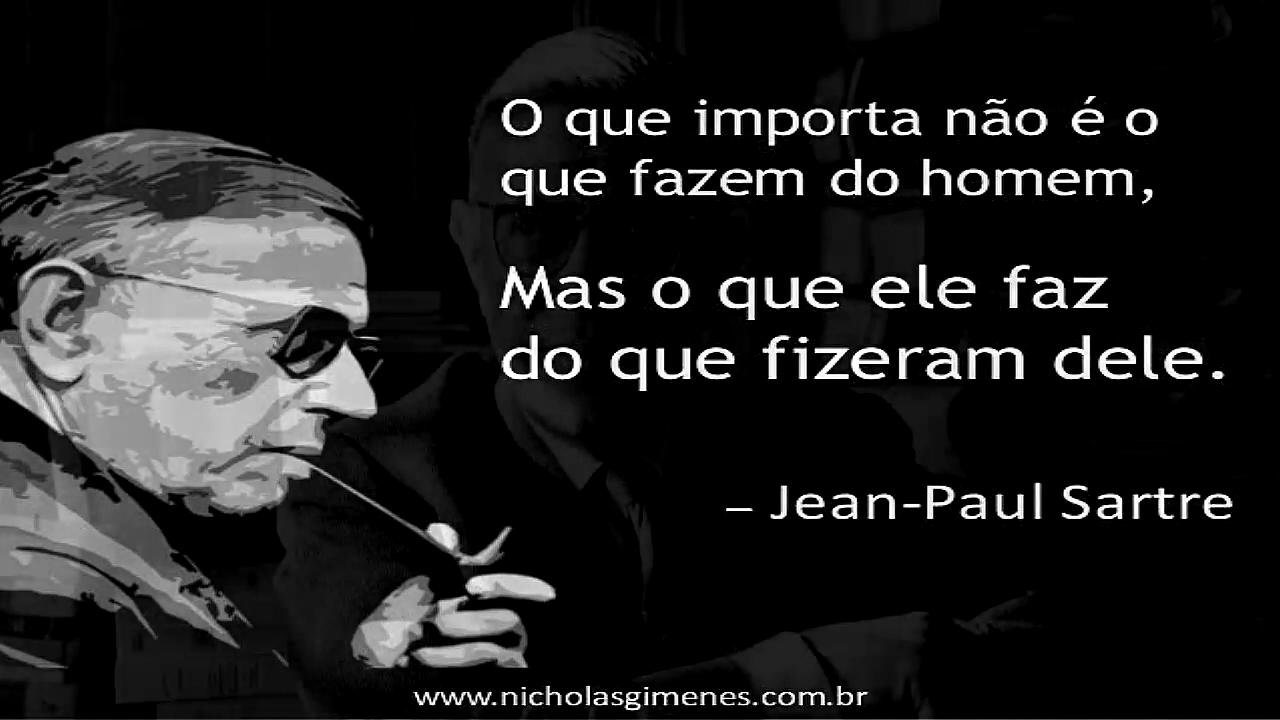 O que importa não é o
que fazem do homem,
Mas o que ele faz
do que fizeram dele.
– Jean-Paul Sartre
www.nicholasgimenes.com.br